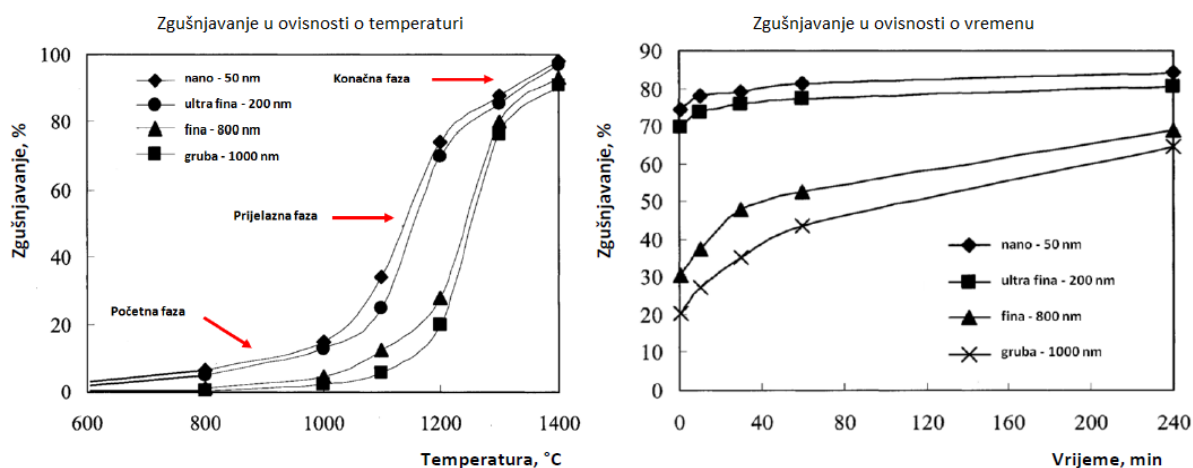 Zgušnjavanje u ovisnosti o temperaturi
Zgušnjavanje, %
100
80
60
40
20
0
nano - 50 nm
ultra fina - 200 nm
fina - 800 nm
gruba - 1000 nm
Konačna faza
Prijelazna faza
Početna faza
600 800 1000 1200 1400
Temperatura, °C
Zgušnjavanje u ovisnosti o vremenu
Zgušnjavanje, %
90
80
70
60
50
40
30
20
10
0
nano - 50 nm
ultra fina - 200 nm
fina - 800 nm
gruba - 1000 nm
0 40 80 120 160 200 240
Vrijeme, min